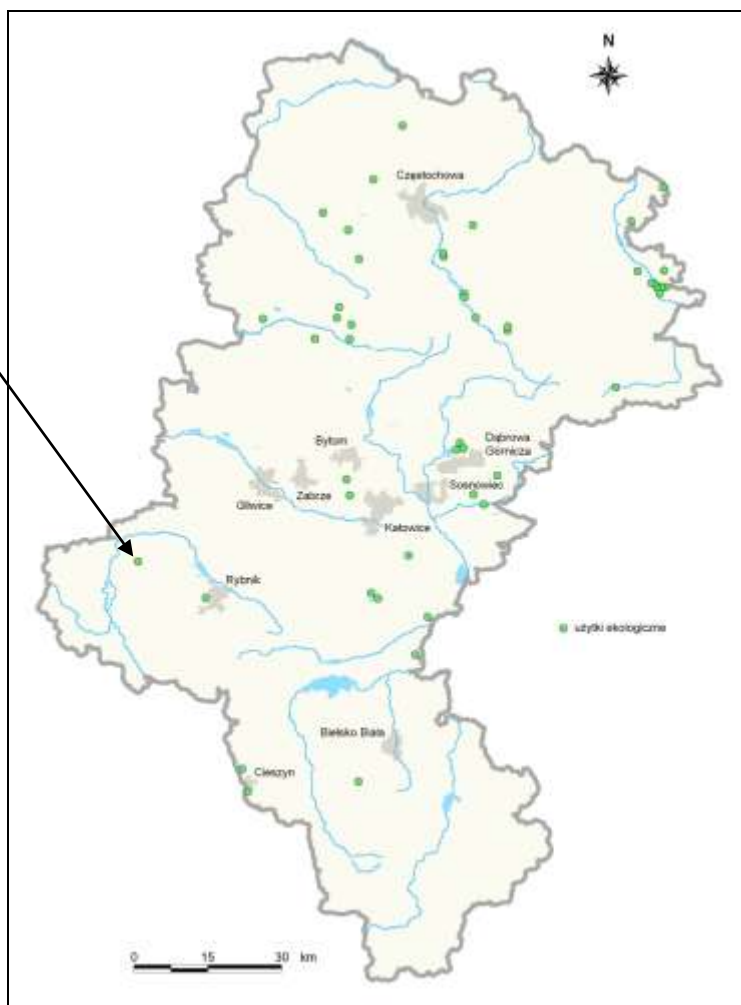 N
Częstochowa
Bytom
Dąbrowa
Górnicza
Zabrze
Sosnowiec
Gliwice
Katowice
Rybnik
użytki ekologiczne
Bielsko Biała
Cieszyn
0 15 30 km